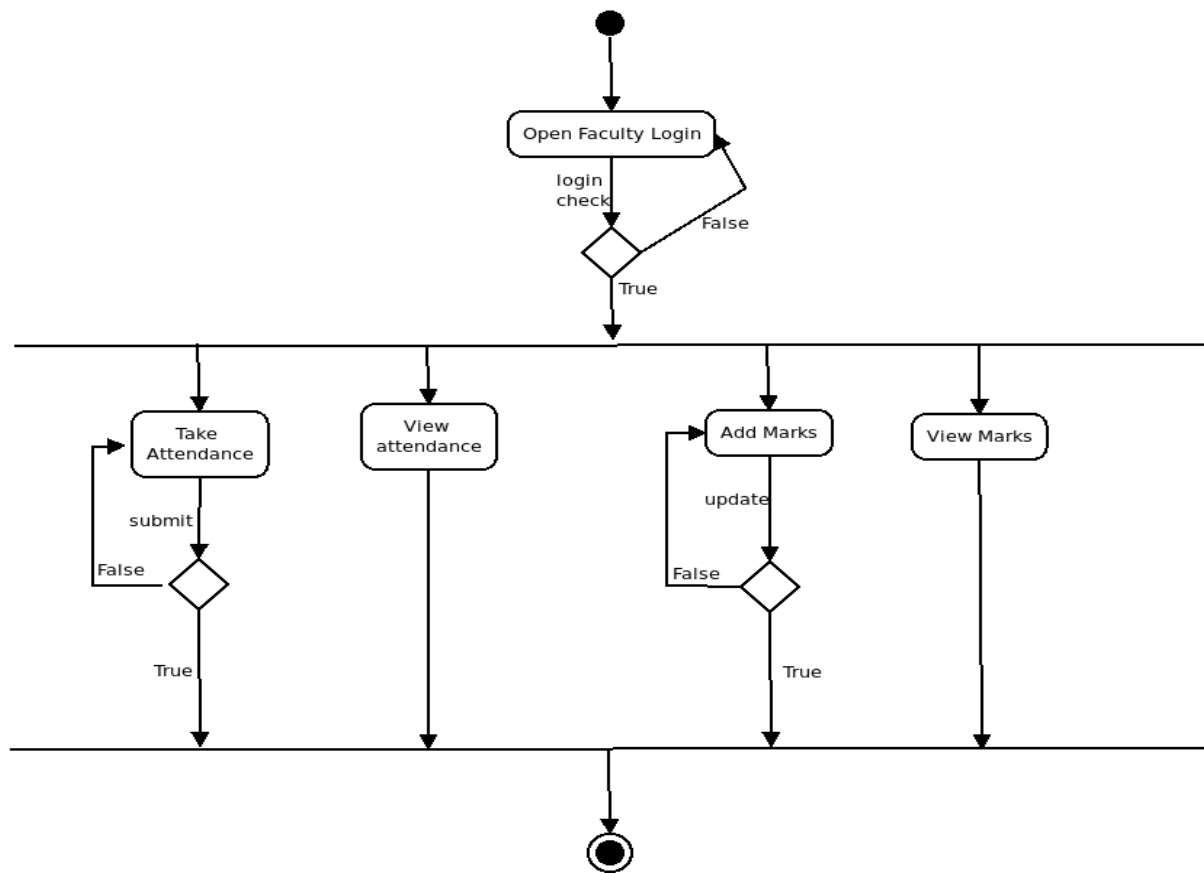 Open Faculty Login
login
check
False
True
Take
Attendance
View
attendance
Add Marks
View Marks
submit
update
False
False
True
True